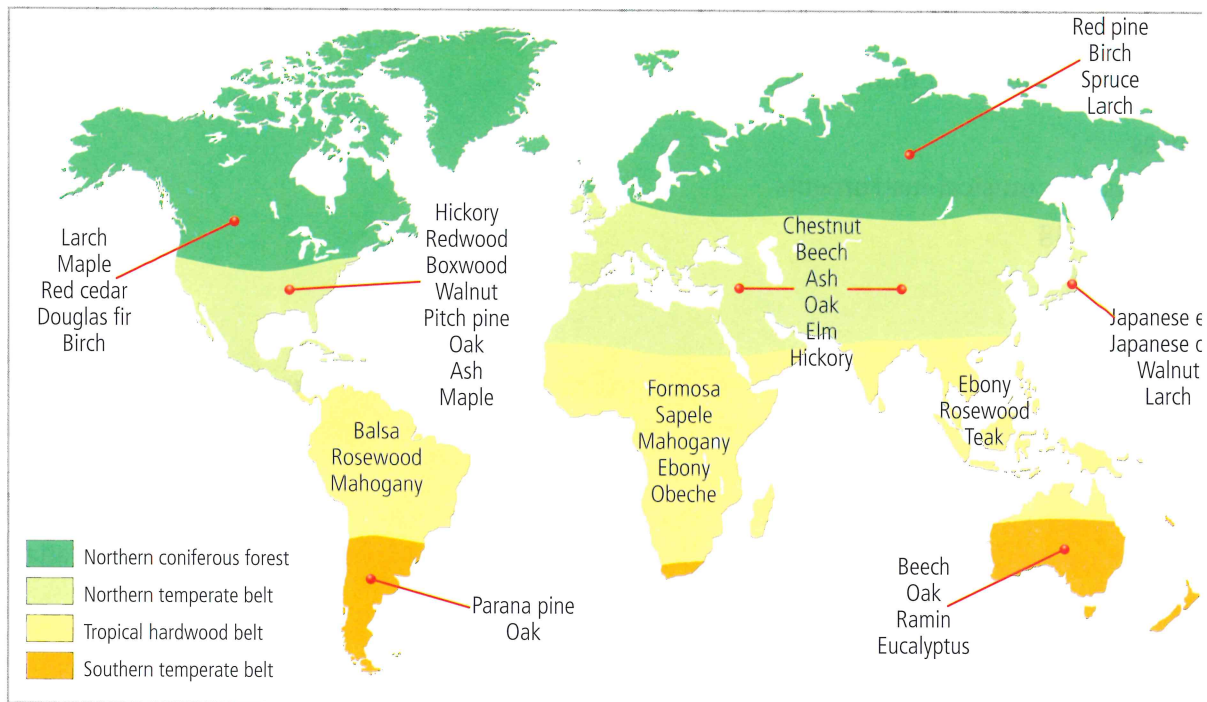 Red pine
Birch
Spruce
Larch
Larch
Maple
Red cedar
Douglas fir
Birch
Hickory
Redwood
Boxwood
Walnut
Pitch pine
Oak
Ash
Maple
Chestnut
Beech
Ash
Oak
Elm
Hickory
Japanese
Japanese
Walnut
Larch
Balsa
Rosewood
Mahogany
Formosa
Sapele
Mahogany
Ebony
Obeche
Ebony
Rosewood
Teak
Parana pine
Oak
Beech
Oak
Ramin
Eucalyptus
Northern coniferous forest
Northern temperate belt
Tropical hardwood belt
Southern temperate belt